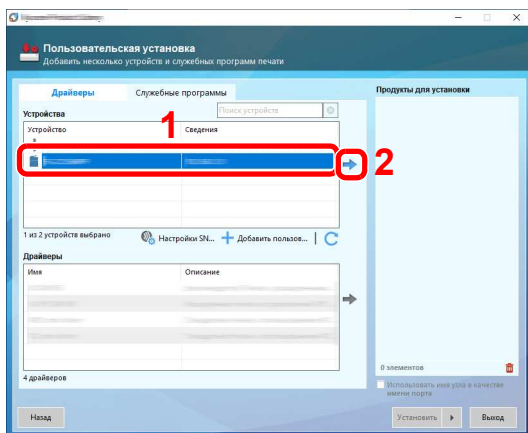 Пользовательская установка
Добавить несколько устройств и служебных программ печати
Драйверы
Служебные программы
Продукты для установки
Устройства
Поиск устройств
1
Устройство
Сведения
2
1 из 2 устройств выбрано
Настройки SN...
Добавить пользов...
Драйверы
Имя
Описание
0 элементов
4 драйверов
Использовать имя узла в качестве
имени порта
Назад
Установить
Выход